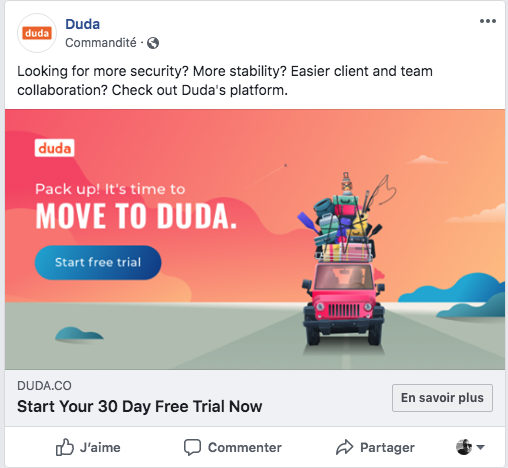 duda
Duda
Commandité ·
Looking for more security? More stability? Easier client and team
collaboration? Check out Duda's platform.
duda
Pack up! It's time to
MOVE TO DUDA.
Start free trial
DUDA.CO
Start Your 30 Day Free Trial Now
En savoir plus
J'aime
Commenter
Partager